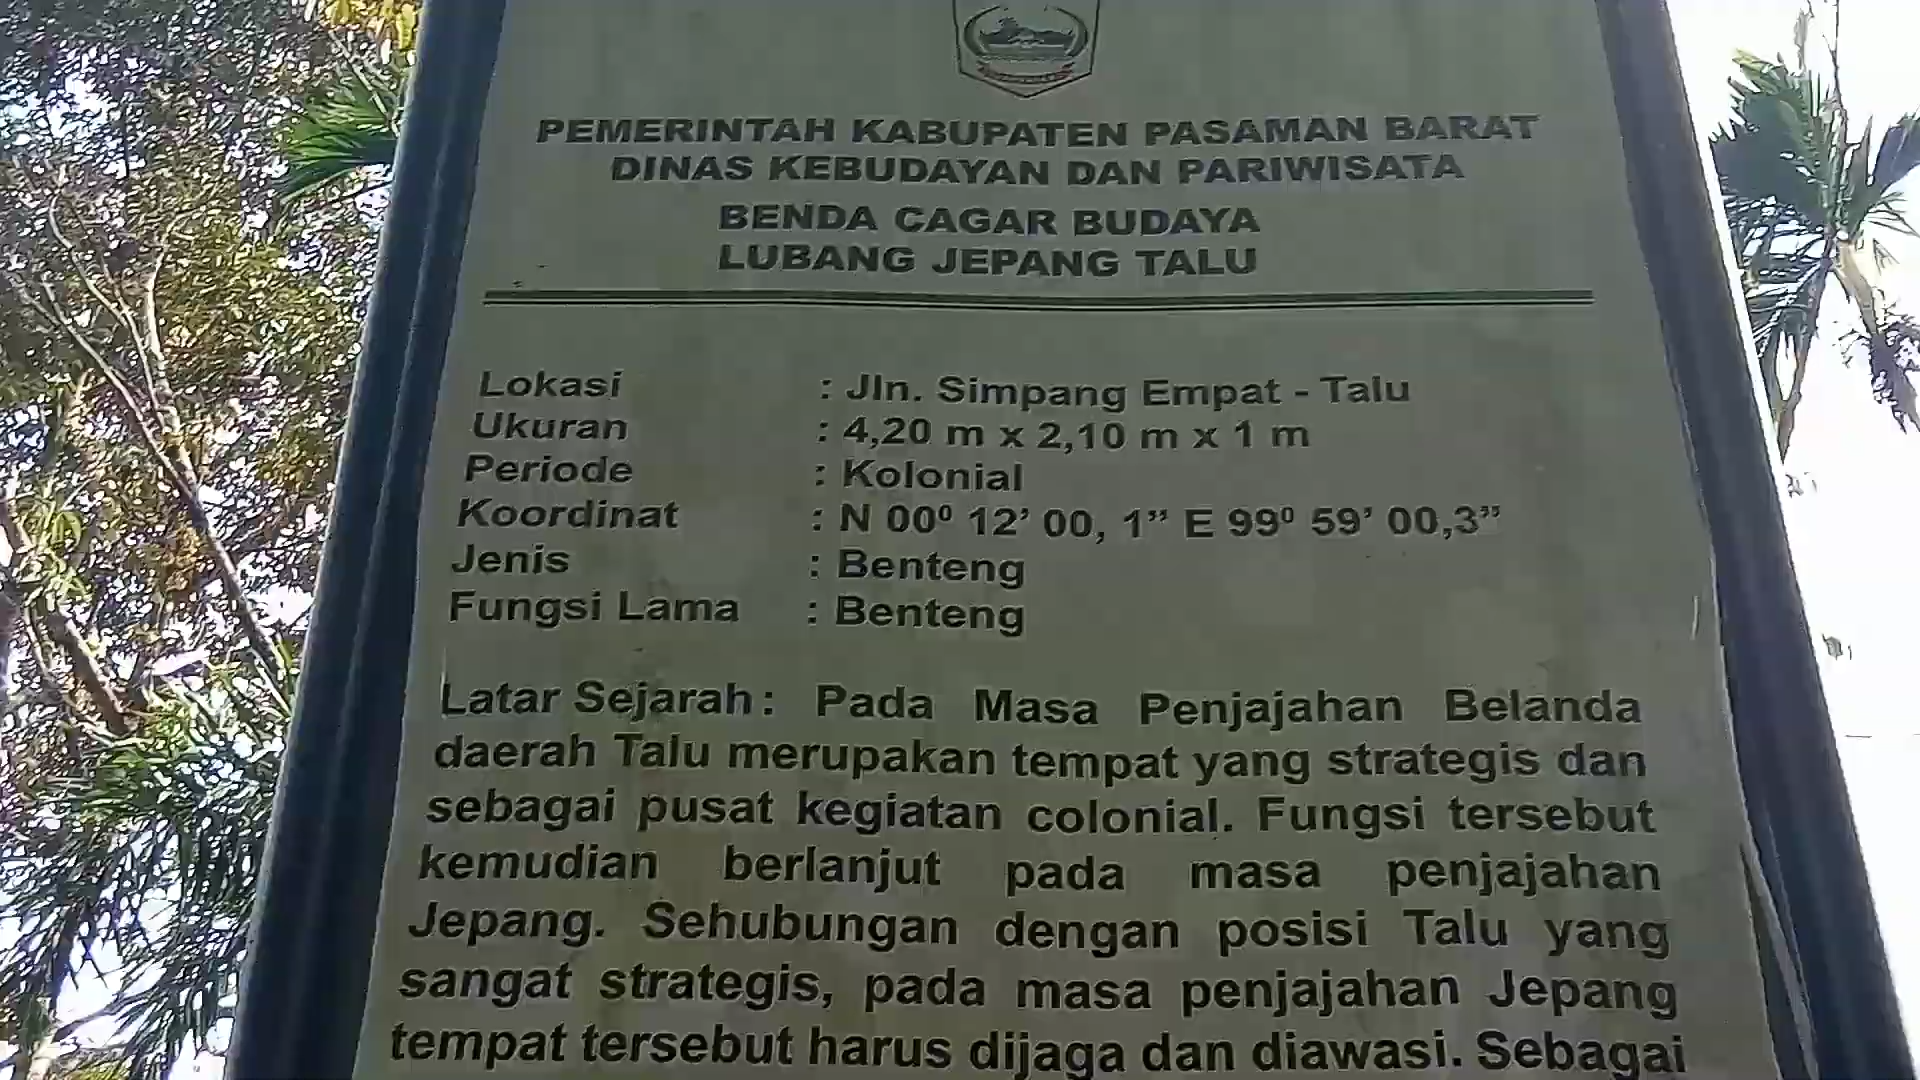 PEMERINTAH KABUPATEN PASAMAN BARAT
DINAS KEBUDAYAN DAN PARIWISATA
BENDA CAGAR BUDAYA
LUBANG JEPANG TALU
Lokasi : Jln. Simpang Empat - Talu
Ukuran : 4,20 m x 2,10 m x 1 m
Periode : Kolonial
Koordinat : N 00⁰ 12’ 00, 1” E 99⁰ 59’ 00,3”
Jenis : Benteng
Fungsi Lama : Benteng
Latar Sejarah : Pada Masa Penjajahan Belanda
daerah Talu merupakan tempat yang strategis dan
sebagai pusat kegiatan colonial. Fungsi tersebut
kemudian berlanjut pada masa penjajahan
Jepang. Sehubungan dengan posisi Talu yang
sangat strategis, pada masa penjajahan Jepang
tempat tersebut harus dijaga dan diawasi. Sebagai